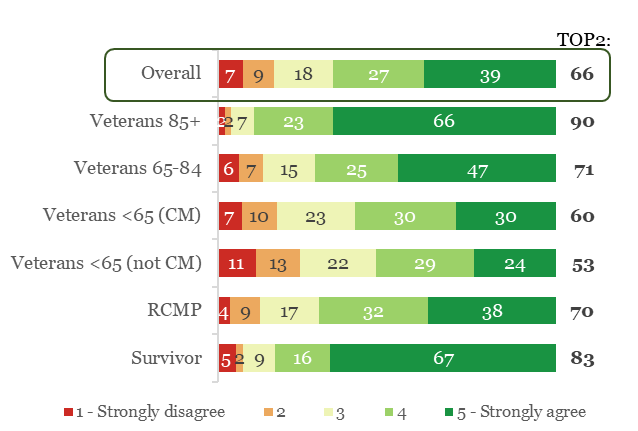 TOP2:
Overall 7 9 18 27 39 66
Veterans 85+ 2 2 7 23 66 90
Veterans 65-84 6 7 15 25 47 71
Veterans <65 (CM) 7 10 23 30 30 60
Veterans <65 (not CM) 11 13 22 29 24 53
RCMP 4 9 17 32 38 70
Survivor 5 2 9 16 67 83
1 - Strongly disagree 2 3 4 5 - Strongly agree